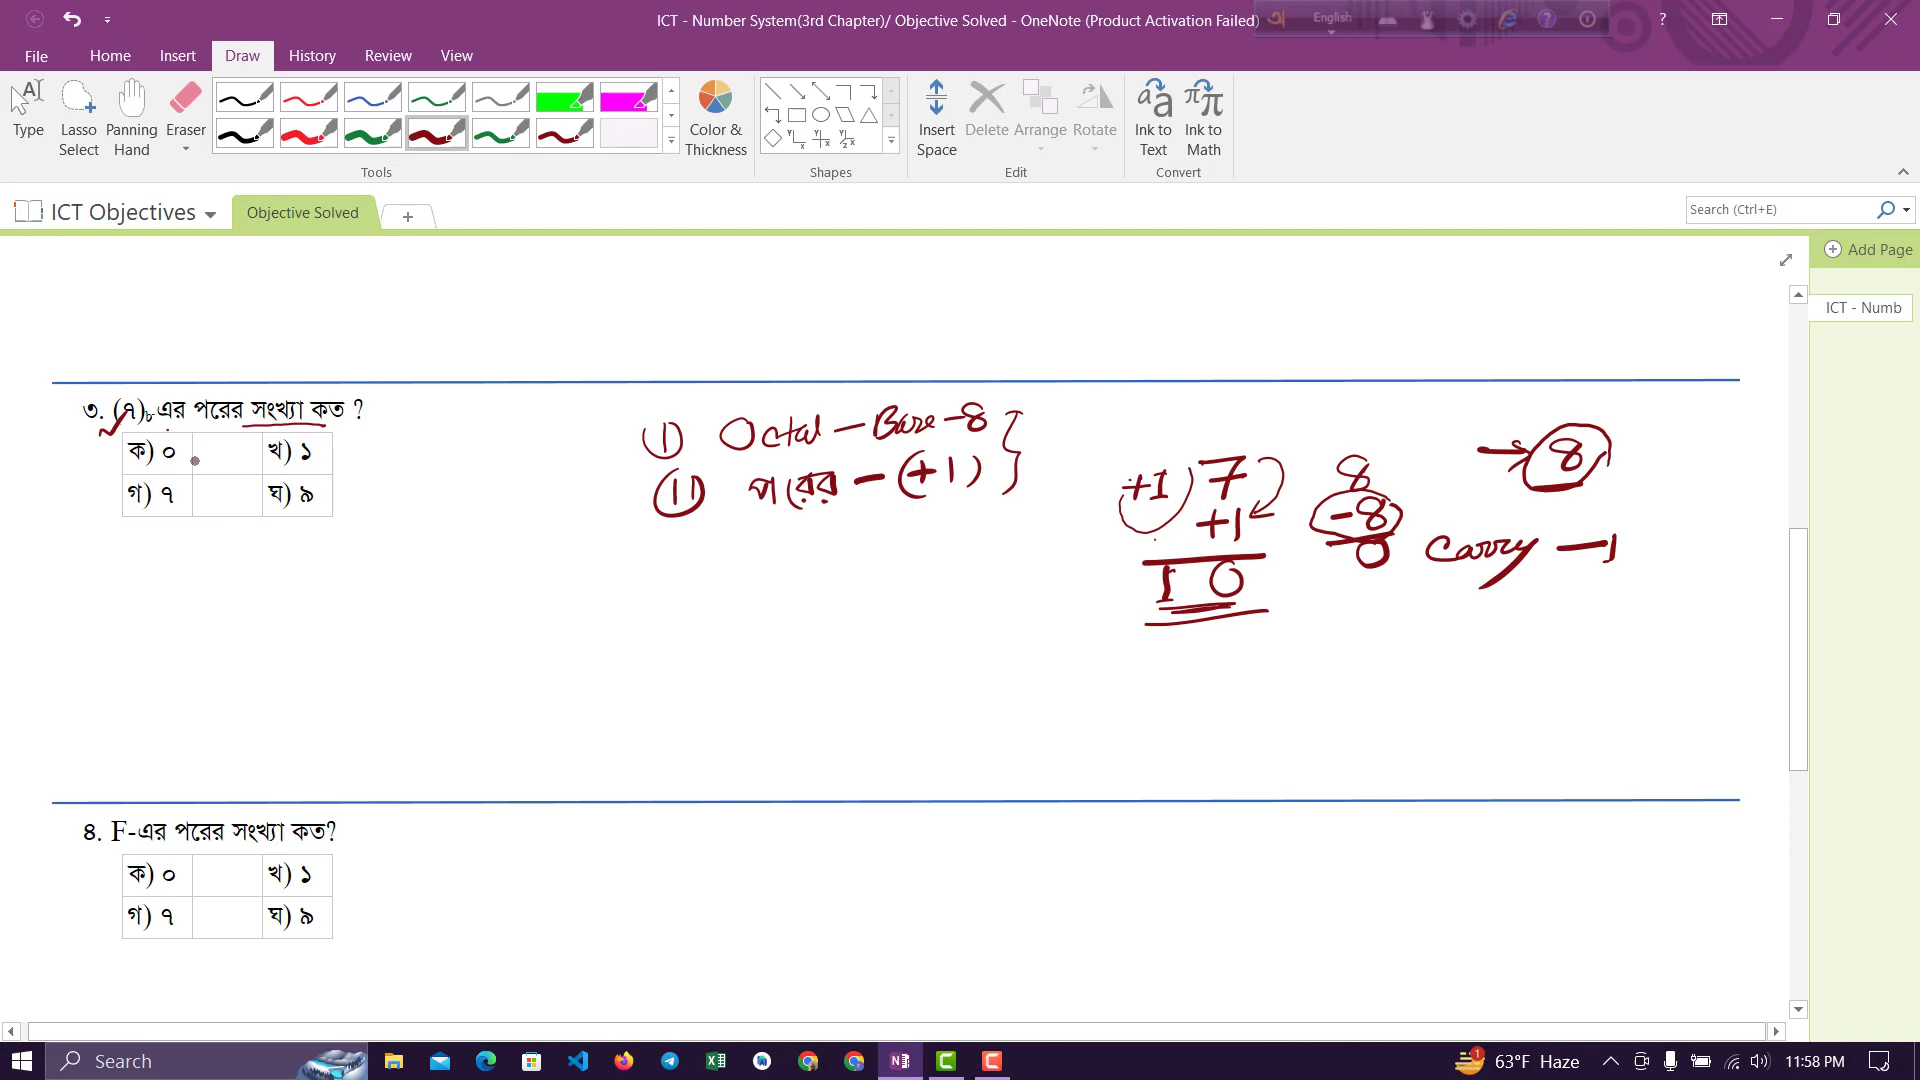 ICT - Number System(3rd Chapter)/ Objective Solved - OneNote (Product Activation Failed)
English
?
File Home Insert Draw History Review View
Type
Lasso Select
Panning Hand
Eraser
Color & Thickness
Insert Space
Delete
Arrange
Rotate
Ink to Text
Ink to Math
Tools
Shapes
Edit
Convert
ICT Objectives
Objective Solved
+
Search (Ctrl+E)
Add Page
ICT - Numb
৩. (৭)৮ এর পরের সংখ্যা কত ?
ক) ০ খ) ১
গ) ৭ ঘ) ৯
(i) Octal - Base - 8
(ii) পরের - (+1)
+1 7
+1
1 0
8
-8
0 Carry - 1
8
৪. F-এর পরের সংখ্যা কত?
ক) ০ খ) ১
গ) ৭ ঘ) ৯
Search
63°F Haze
11:58 PM